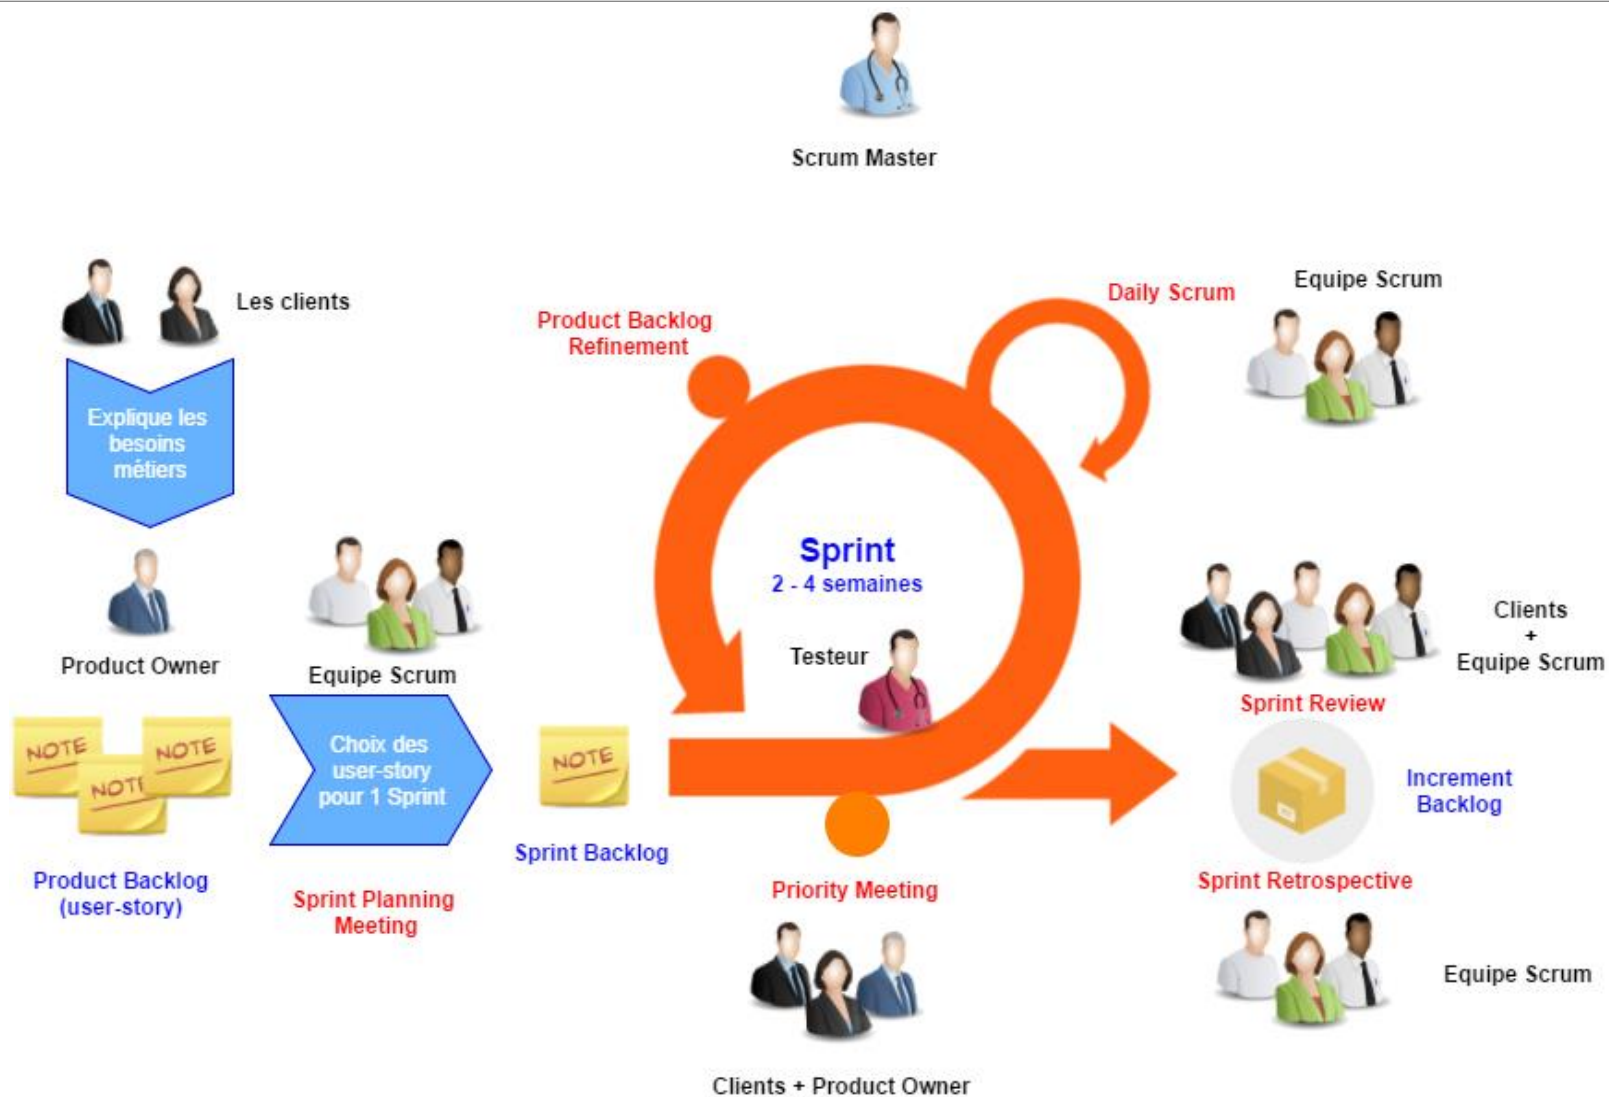 Scrum Master
Les clients
Explique les
besoins
métiers
Product Owner
Equipe Scrum
NOTE
NOTE
NOTE
Product Backlog
(user-story)
Choix des
user-story
pour 1 Sprint
Sprint Planning
Meeting
NOTE
Sprint Backlog
Product Backlog
Refinement
Daily Scrum
Equipe Scrum
Sprint
2 - 4 semaines
Testeur
Priority Meeting
Clients + Product Owner
Clients
+
Equipe Scrum
Sprint Review
Increment
Backlog
Sprint Retrospective
Equipe Scrum